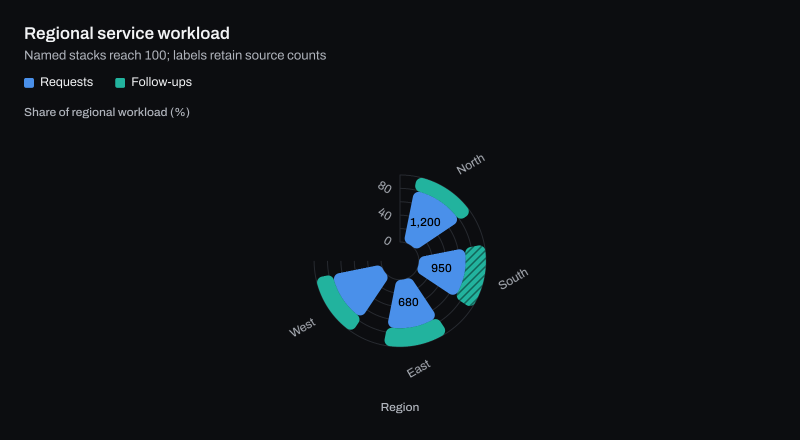 Regional service workload
Named stacks reach 100; labels retain source counts
Requests
Follow-ups
Share of regional workload (%)
North
80
40
0
1,200
950
South
680
West
East
Region